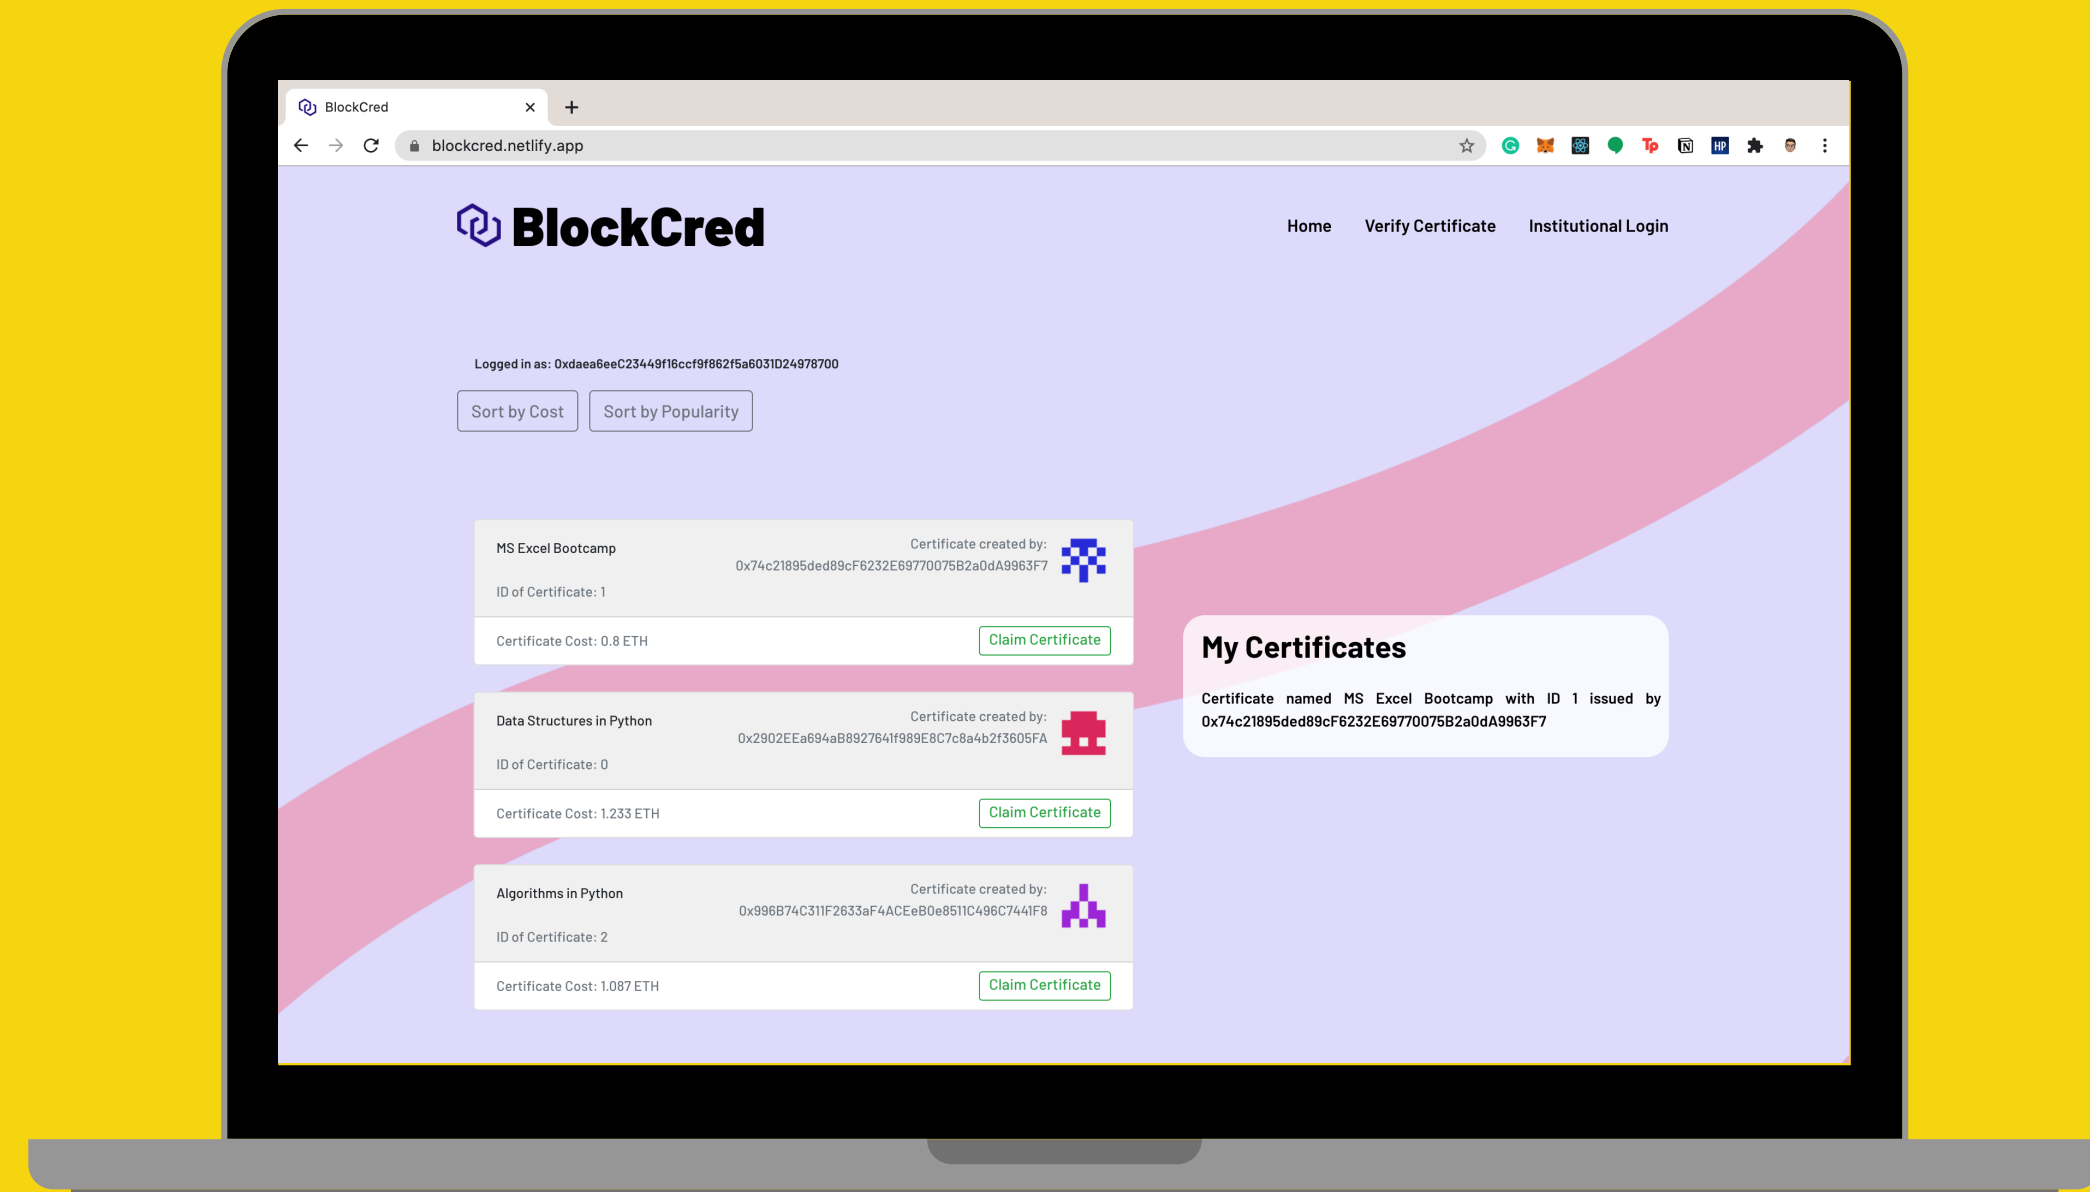 BlockCred
blockcred.netlify.app
Tp
N
HP
BlockCred
Home Verify Certificate Institutional Login
Logged in as: 0xdaea6eeC23449f16ccf9f862f5a6031D24978700
Sort by Cost Sort by Popularity
MS Excel Bootcamp
Certificate created by:
0x74c21895ded89cF6232E69770075B2a0dA9963F7
ID of Certificate: 1
Certificate Cost: 0.8 ETH
Claim Certificate
Data Structures in Python
Certificate created by:
0x2902EEa694aB8927641f989E8C7c8a4b2f3605FA
ID of Certificate: 0
Certificate Cost: 1.233 ETH
Claim Certificate
Algorithms in Python
Certificate created by:
0x996B74C311F2633aF4ACEeB0e8511C496C7441F8
ID of Certificate: 2
Certificate Cost: 1.087 ETH
Claim Certificate
My Certificates
Certificate named MS Excel Bootcamp with ID 1 issued by
0x74c21895ded89cF6232E69770075B2a0dA9963F7